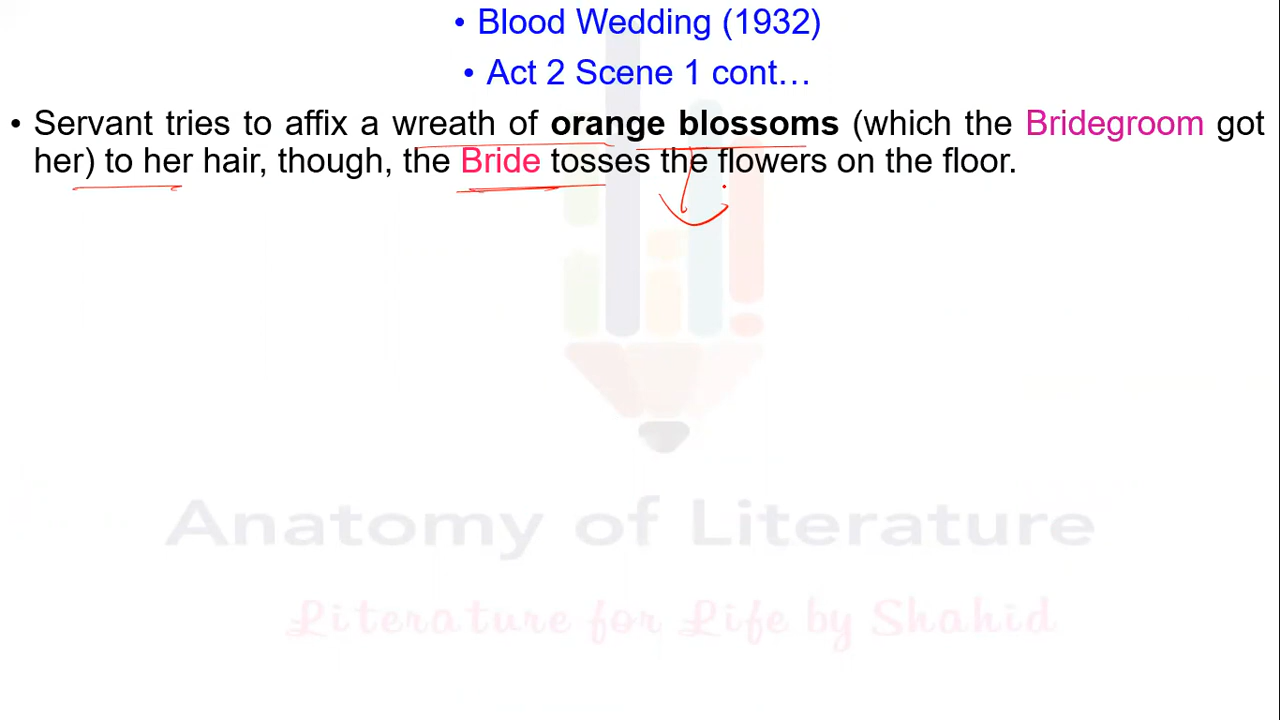 • Blood Wedding (1932)
• Act 2 Scene 1 cont…
• Servant tries to affix a wreath of orange blossoms (which the Bridegroom got
her) to her hair, though, the Bride tosses the flowers on the floor.
Anatomy of Literature
Literature for Life by Shahid